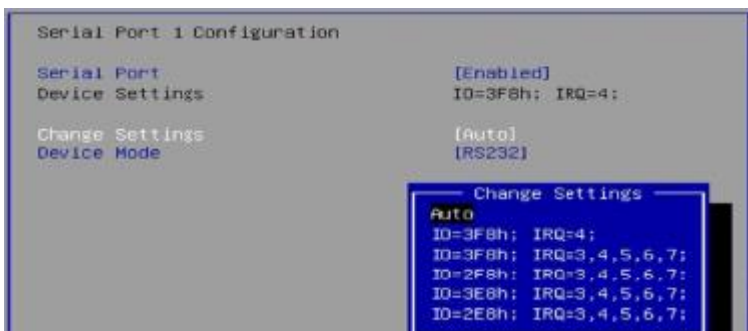 Serial Port 1 Configuration
Serial Port [Enabled]
Device Settings IO=3F8h; IRQ=4;
Change Settings [Auto]
Device Mode [RS232]
Change Settings
Auto
IO=3F8h; IRQ=4;
IO=3F8h; IRQ=3,4,5,6,7;
IO=2F8h; IRQ=3,4,5,6,7;
IO=3E8h; IRQ=3,4,5,6,7;
IO=2E8h; IRQ=3,4,5,6,7;